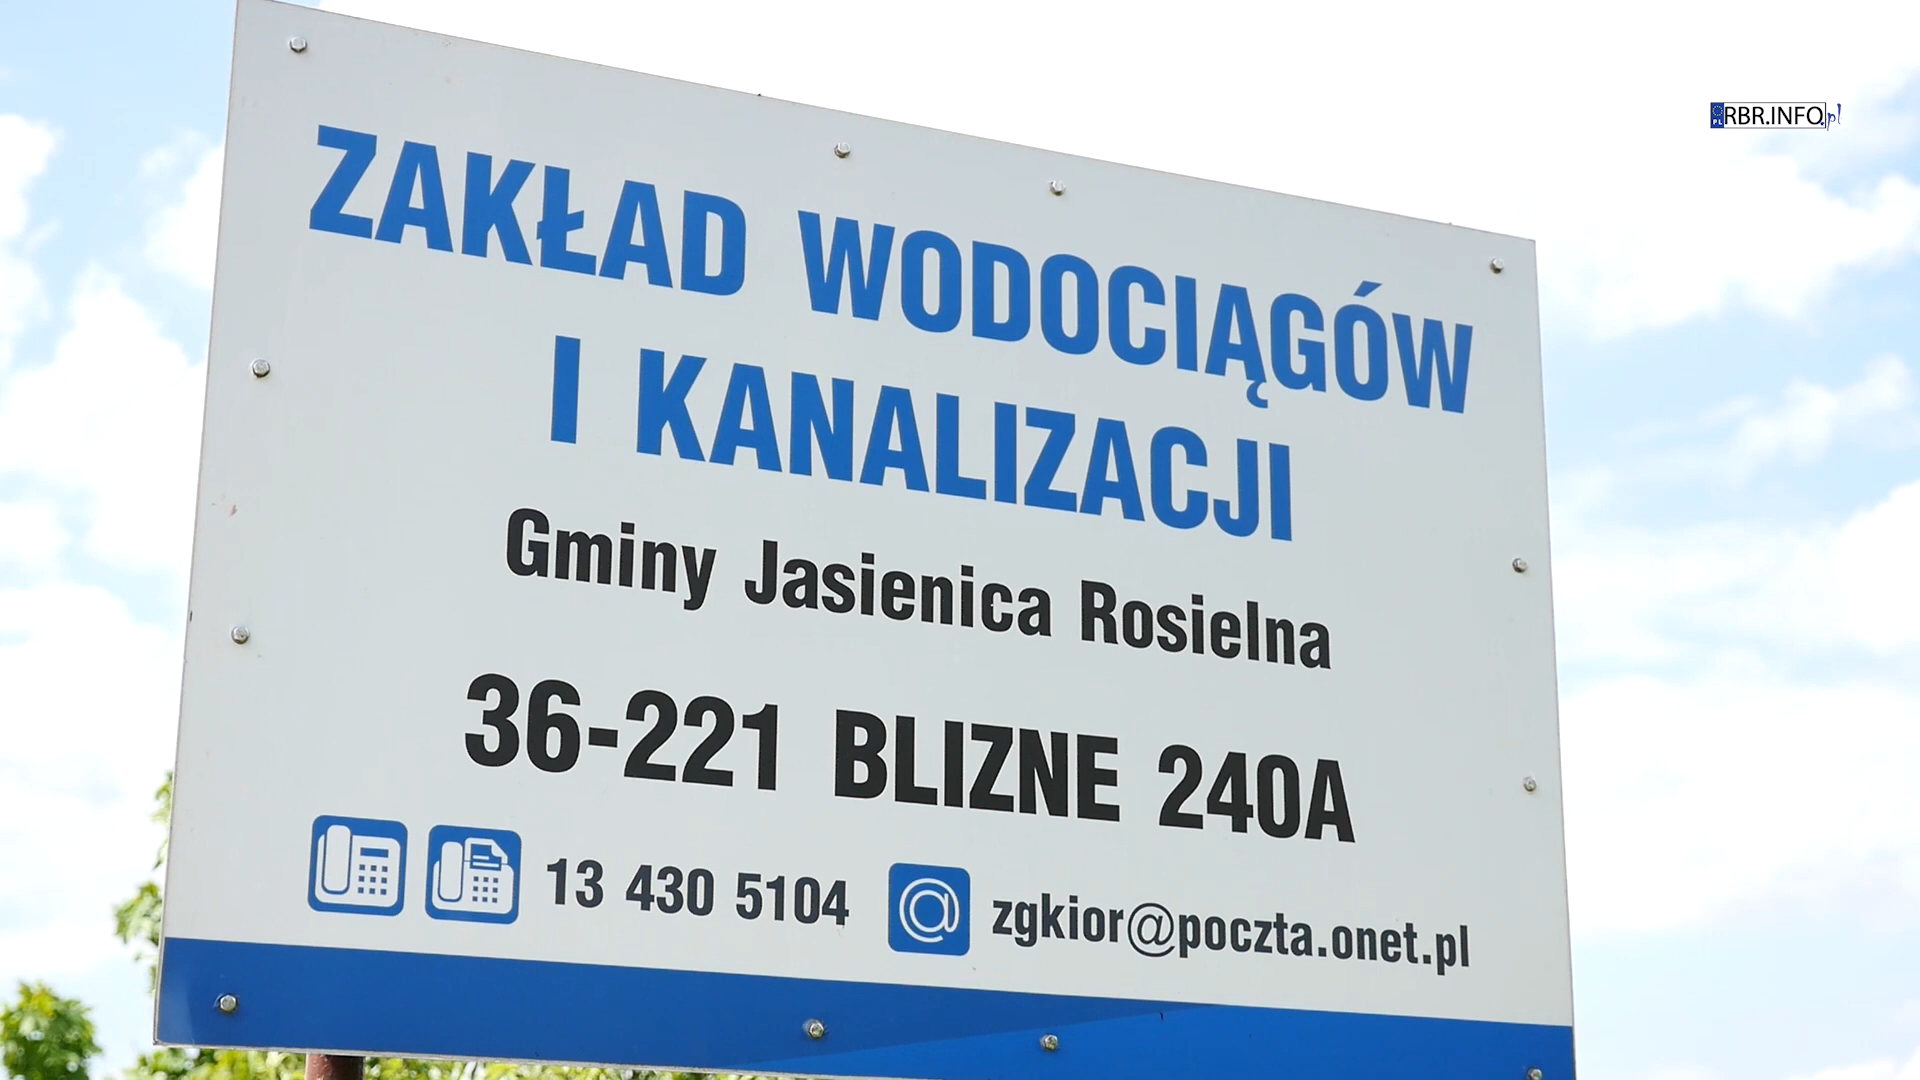 PL RBR.INFO.pl
ZAKŁAD WODOCIĄGÓW
I KANALIZACJI
Gminy Jasienica Rosielna
36-221 BLIZNE 240A
13 430 5104 @ zgkior@poczta.onet.pl